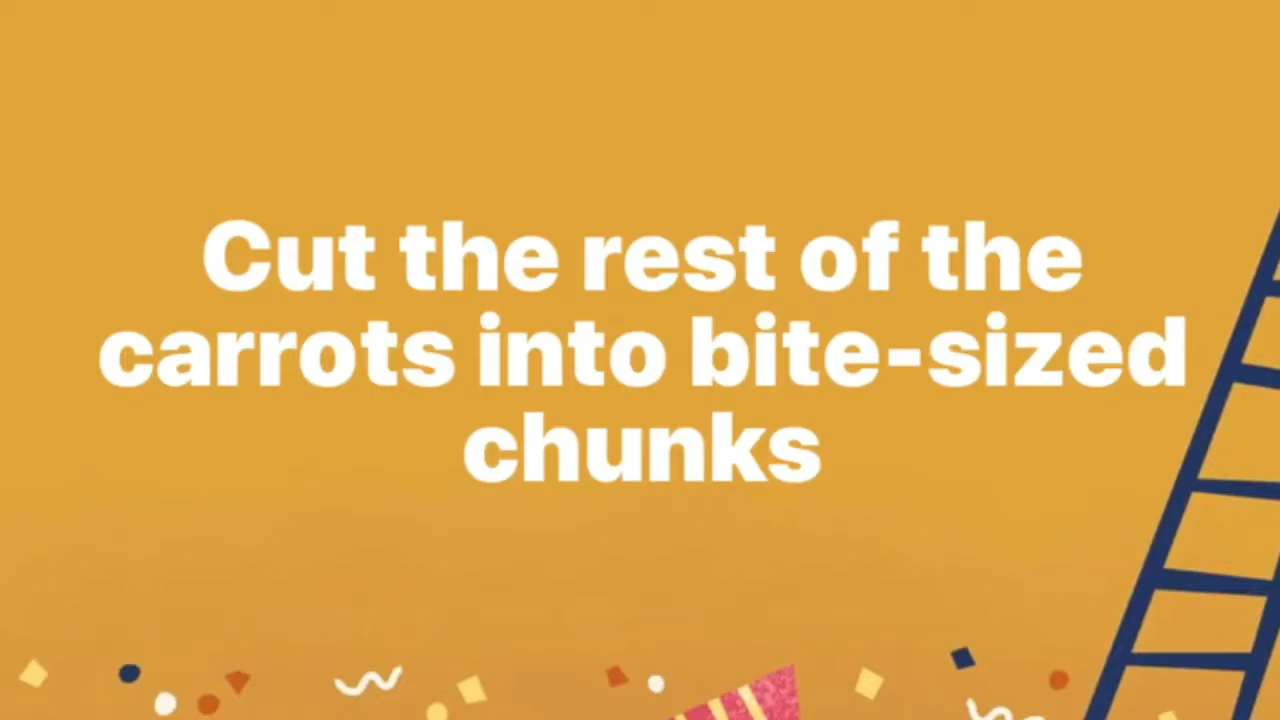 Cut the rest of the
carrots into bite-sized
chunks